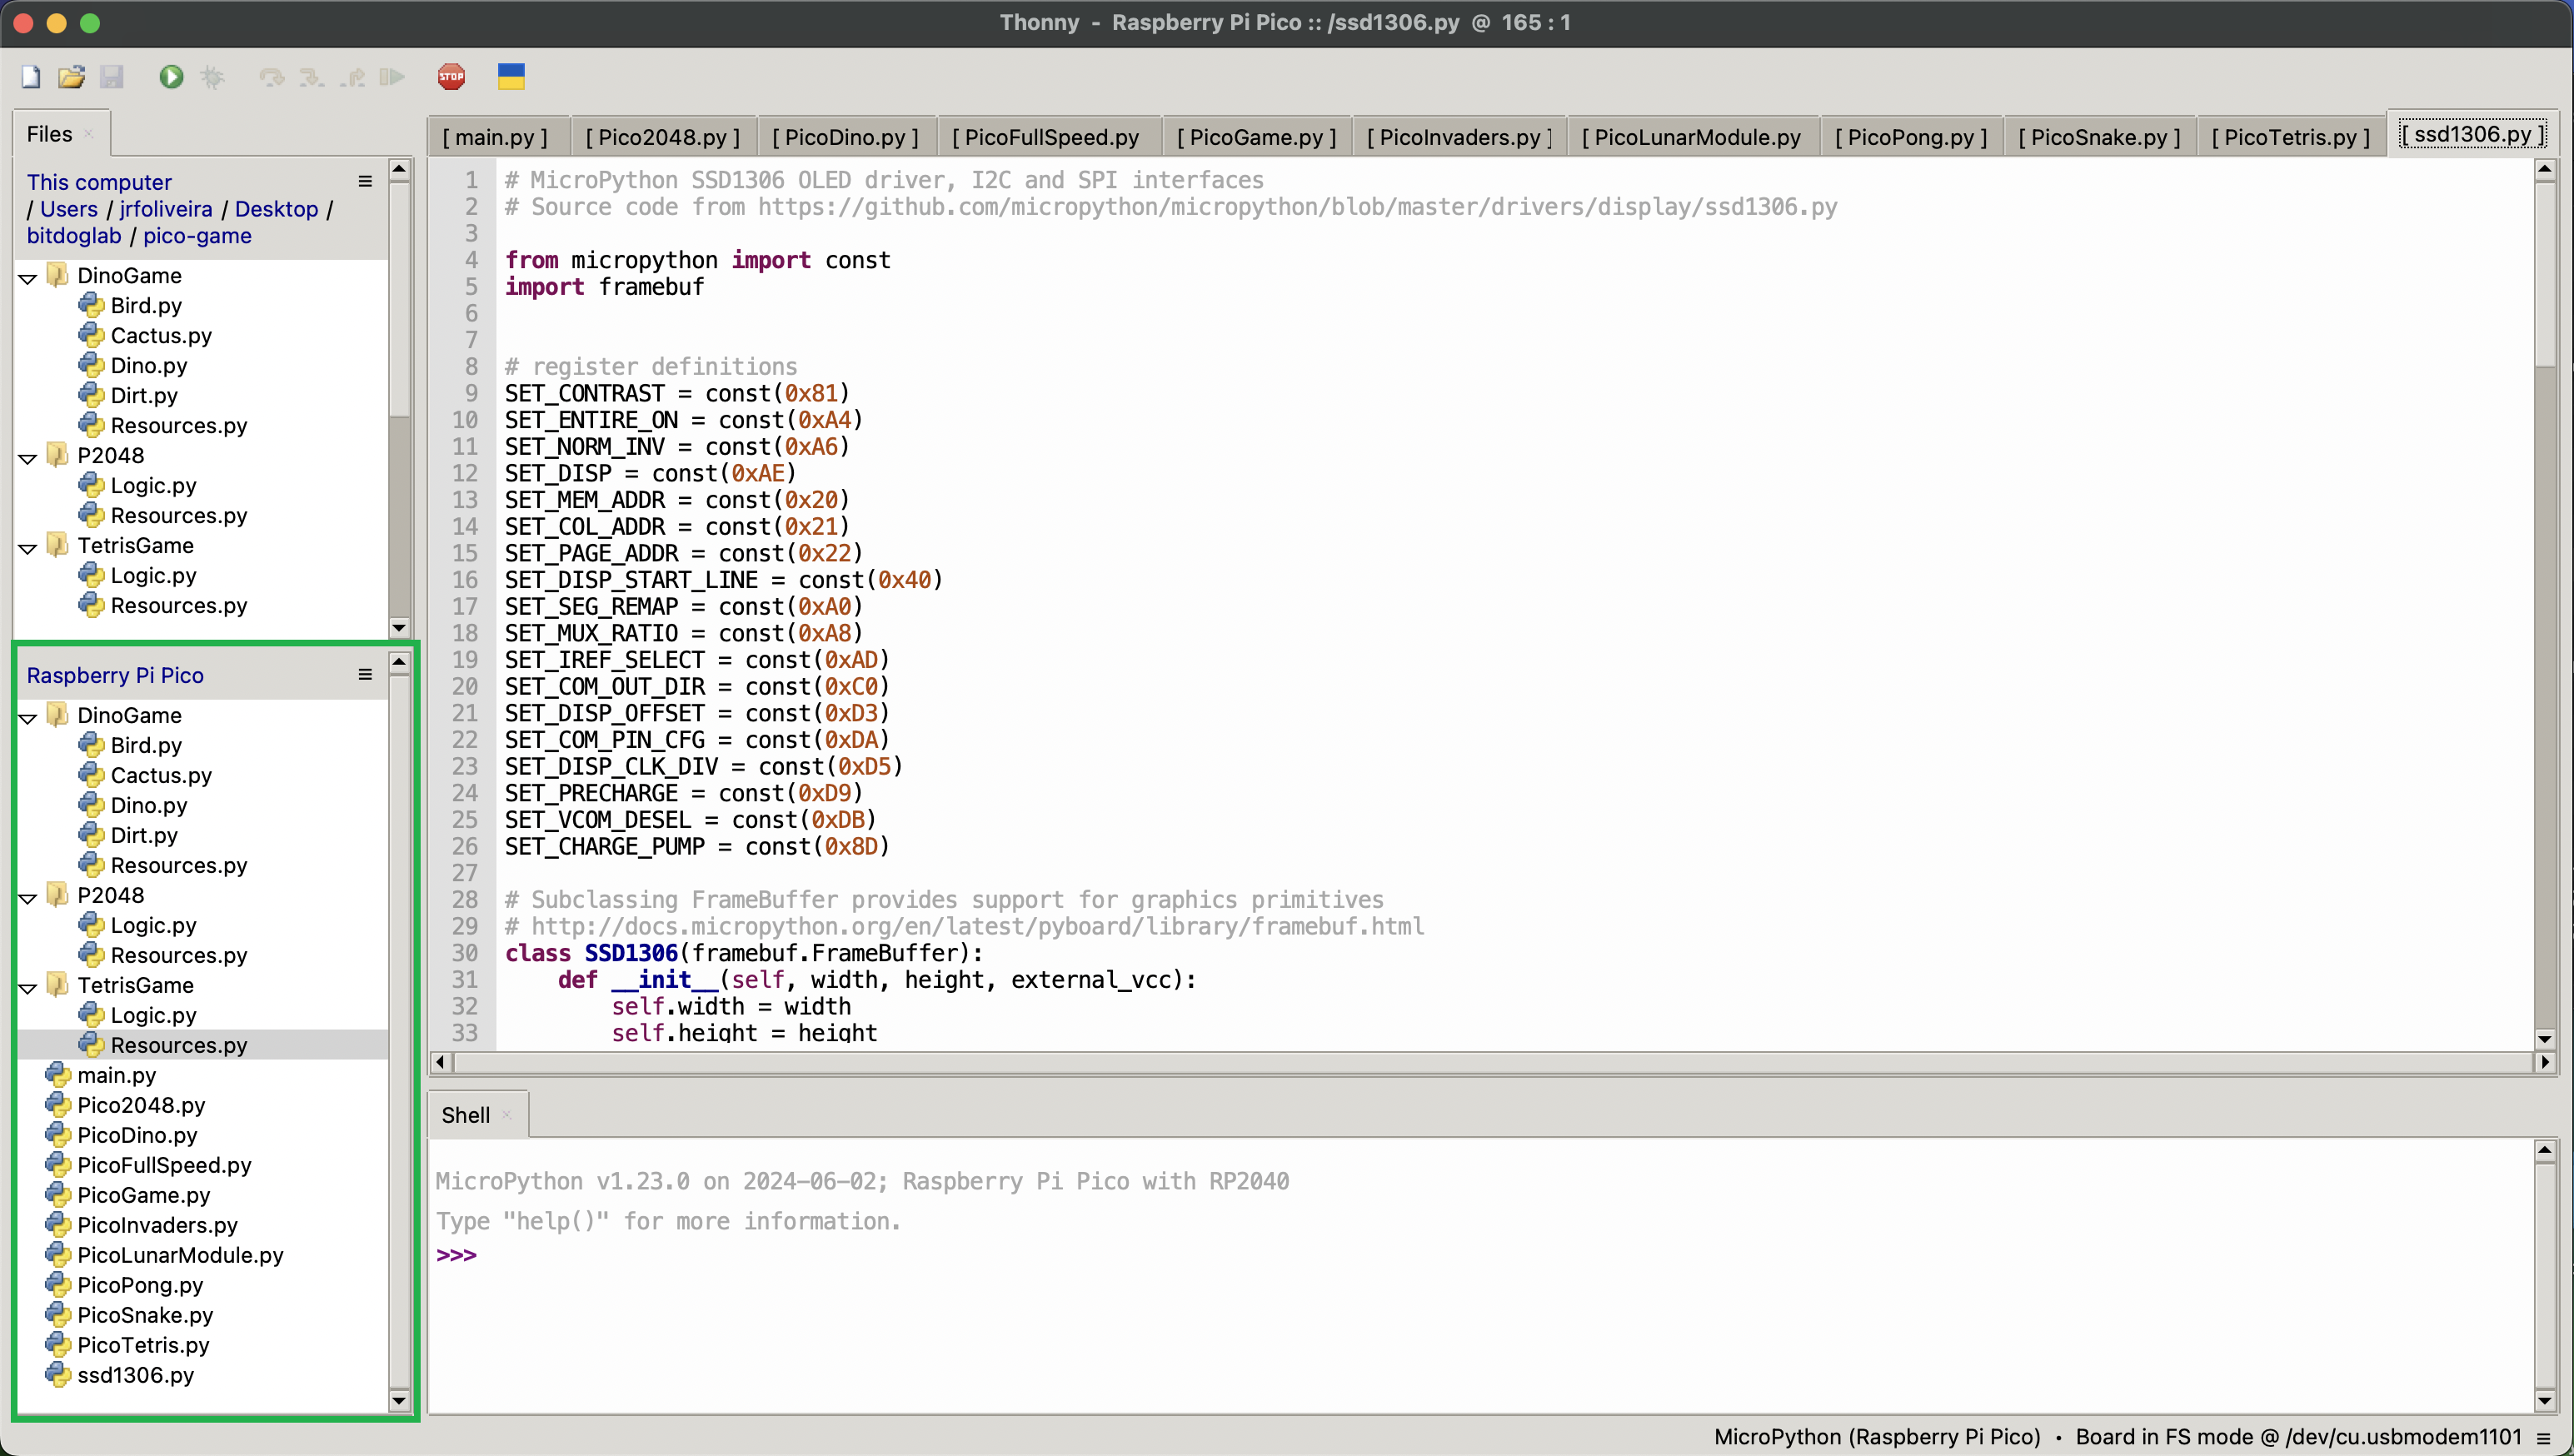 Thonny - Raspberry Pi Pico :: /ssd1306.py @ 165 : 1
STOP
Files
This computer
/ Users / jrfoliveira / Desktop /
bitdoglab / pico-game
DinoGame
Bird.py
Cactus.py
Dino.py
Dirt.py
Resources.py
P2048
Logic.py
Resources.py
TetrisGame
Logic.py
Resources.py
Raspberry Pi Pico
DinoGame
Bird.py
Cactus.py
Dino.py
Dirt.py
Resources.py
P2048
Logic.py
Resources.py
TetrisGame
Logic.py
Resources.py
main.py
Pico2048.py
PicoDino.py
PicoFullSpeed.py
PicoGame.py
PicoInvaders.py
PicoLunarModule.py
PicoPong.py
PicoSnake.py
PicoTetris.py
ssd1306.py
[ main.py ] [ Pico2048.py ] [ PicoDino.py ] [ PicoFullSpeed.py [ PicoGame.py ] [ PicoInvaders.py ] [ PicoLunarModule.py [ PicoPong.py ] [ PicoSnake.py ] [ PicoTetris.py ] [ ssd1306.py ]
1 # MicroPython SSD1306 OLED driver, I2C and SPI interfaces
2 # Source code from https://github.com/micropython/micropython/blob/master/drivers/display/ssd1306.py
3
4 from micropython import const
5 import framebuf
6
7
8 # register definitions
9 SET_CONTRAST = const(0x81)
10 SET_ENTIRE_ON = const(0xA4)
11 SET_NORM_INV = const(0xA6)
12 SET_DISP = const(0xAE)
13 SET_MEM_ADDR = const(0x20)
14 SET_COL_ADDR = const(0x21)
15 SET_PAGE_ADDR = const(0x22)
16 SET_DISP_START_LINE = const(0x40)
17 SET_SEG_REMAP = const(0xA0)
18 SET_MUX_RATIO = const(0xA8)
19 SET_IREF_SELECT = const(0xAD)
20 SET_COM_OUT_DIR = const(0xC0)
21 SET_DISP_OFFSET = const(0xD3)
22 SET_COM_PIN_CFG = const(0xDA)
23 SET_DISP_CLK_DIV = const(0xD5)
24 SET_PRECHARGE = const(0xD9)
25 SET_VCOM_DESEL = const(0xDB)
26 SET_CHARGE_PUMP = const(0x8D)
27
28 # Subclassing FrameBuffer provides support for graphics primitives
29 # http://docs.micropython.org/en/latest/pyboard/library/framebuf.html
30 class SSD1306(framebuf.FrameBuffer):
31     def __init__(self, width, height, external_vcc):
32         self.width = width
33         self.height = height
Shell
MicroPython v1.23.0 on 2024-06-02; Raspberry Pi Pico with RP2040
Type "help()" for more information.
>>>
MicroPython (Raspberry Pi Pico) • Board in FS mode @ /dev/cu.usbmodem1101